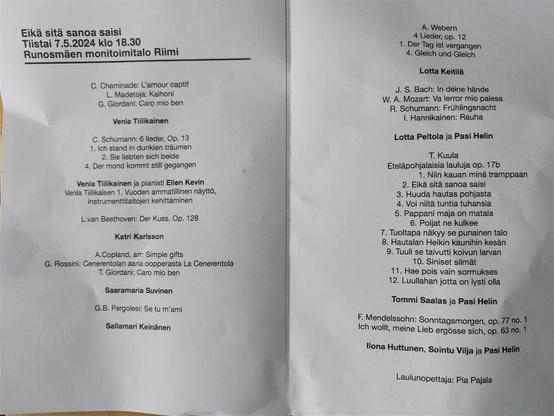 Eikä sitä sanoa saisi
Tiistai 7.5.2024 klo 18.30
Runosmäen monitoimitalo Riimi
C. Chaminade: L'amour captif
L. Madetoja: Kaihoni
G. Giordani: Caro mio ben
Venla Tiilikainen
C. Schumann: 6 lieder, Op. 13
1. Ich stand in dunklen träumen
2. Sie liebten sich beide
4. Der mond kommt still gegangen
Venla Tiilikainen ja pianisti Ellen Kevin
Venla Tiilikaisen 1. Vuoden ammatillinen näyttö,
instrumenttitaitojen kehittäminen
L.van Beethoven: Der Kuss, Op. 128
Katri Karlsson
A.Copland, arr: Simple gifts
G. Rossini: Cenerentolan aaria oopperasta La Cenerentola
T. Giordani: Caro mio ben
Saaramaria Suvinen
G.B. Pergolesi: Se tu m'ami
Sallamari Keinänen
A. Webern
4 Lieder, op. 12
1. Der Tag ist vergangen
4. Gleich und Gleich
Lotta Keitilä
J. S. Bach: In deine hände
W. A. Mozart: Va lerror mio palesa
R. Schumann: Frühlingsnacht
I. Hannikainen: Rauha
Lotta Peltola ja Pasi Helin
T. Kuula
Eteläpohjalaisia lauluja op. 17b
1. Niin kauan minä tramppaan
2. Eikä sitä sanoa saisi
3. Huuda hautas pohjasta
4. Voi niitä tuntia tuhansia
5. Pappani maja on matala
6. Poijat ne kulkee
7. Tuoltapa näkyy se punainen talo
8. Hautalan Heikin kaunihin kesän
9. Tuuli se taivutti koivun larvan
10. Siniset silmät
11. Hae pois vain sormukses
12. Luullahan jotta on lysti olla
Tommi Saalas ja Pasi Helin
F. Mendelssohn: Sonntagsmorgen, op. 77 no. 1
Ich wollt, meine Lieb ergösse sich, op. 63 no. 1
Ilona Huttunen, Sointu Vilja ja Pasi Helin
Laulunopettaja: Pia Pajala